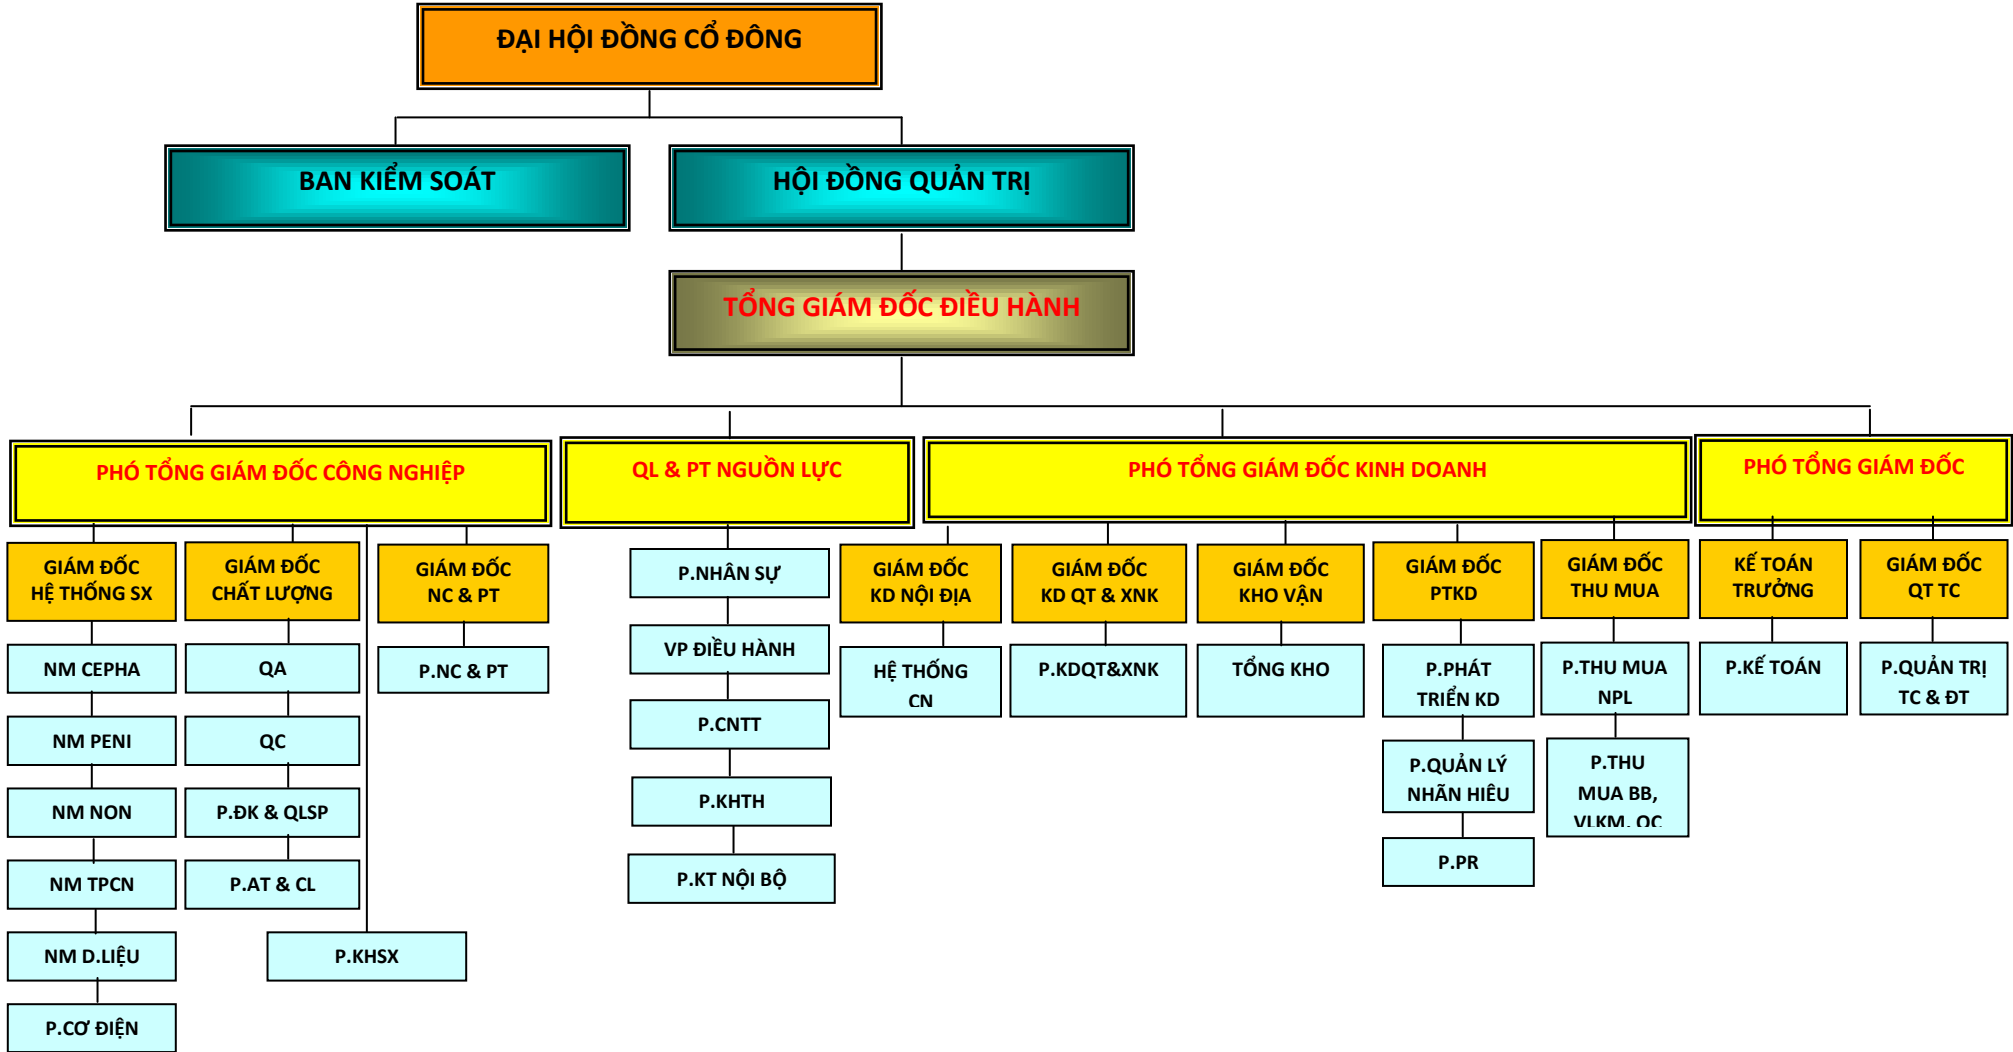 ĐẠI HỘI ĐỒNG CỔ ĐÔNG
BAN KIỂM SOÁT
HỘI ĐỒNG QUẢN TRỊ
TỔNG GIÁM ĐỐC ĐIỀU HÀNH
PHÓ TỔNG GIÁM ĐỐC CÔNG NGHIỆP
QL & PT NGUỒN LỰC
PHÓ TỔNG GIÁM ĐỐC KINH DOANH
PHÓ TỔNG GIÁM ĐỐC
GIÁM ĐỐC
HỆ THỐNG SX
NM CEPHA
NM PENI
NM NON
NM TPCN
NM D.LIỆU
P.CƠ ĐIỆN
GIÁM ĐỐC
CHẤT LƯỢNG
QA
QC
P.ĐK & QLSP
P.AT & CL
P.KHSX
GIÁM ĐỐC
NC & PT
P.NC & PT
P.NHÂN SỰ
VP ĐIỀU HÀNH
P.CNTT
P.KHTH
P.KT NỘI BỘ
GIÁM ĐỐC
KD NỘI ĐỊA
HỆ THỐNG
CN
GIÁM ĐỐC
KD QT & XNK
P.KDQT&XNK
GIÁM ĐỐC
KHO VẬN
TỔNG KHO
GIÁM ĐỐC
PTKD
P.PHÁT
TRIỂN KD
P.QUẢN LÝ
NHÃN HIÊU
P.PR
GIÁM ĐỐC
THU MUA
P.THU MUA
NPL
P.THU
MUA BB,
VLKM, QC
KẾ TOÁN
TRƯỞNG
P.KẾ TOÁN
GIÁM ĐỐC
QT TC
P.QUẢN TRỊ
TC & ĐT